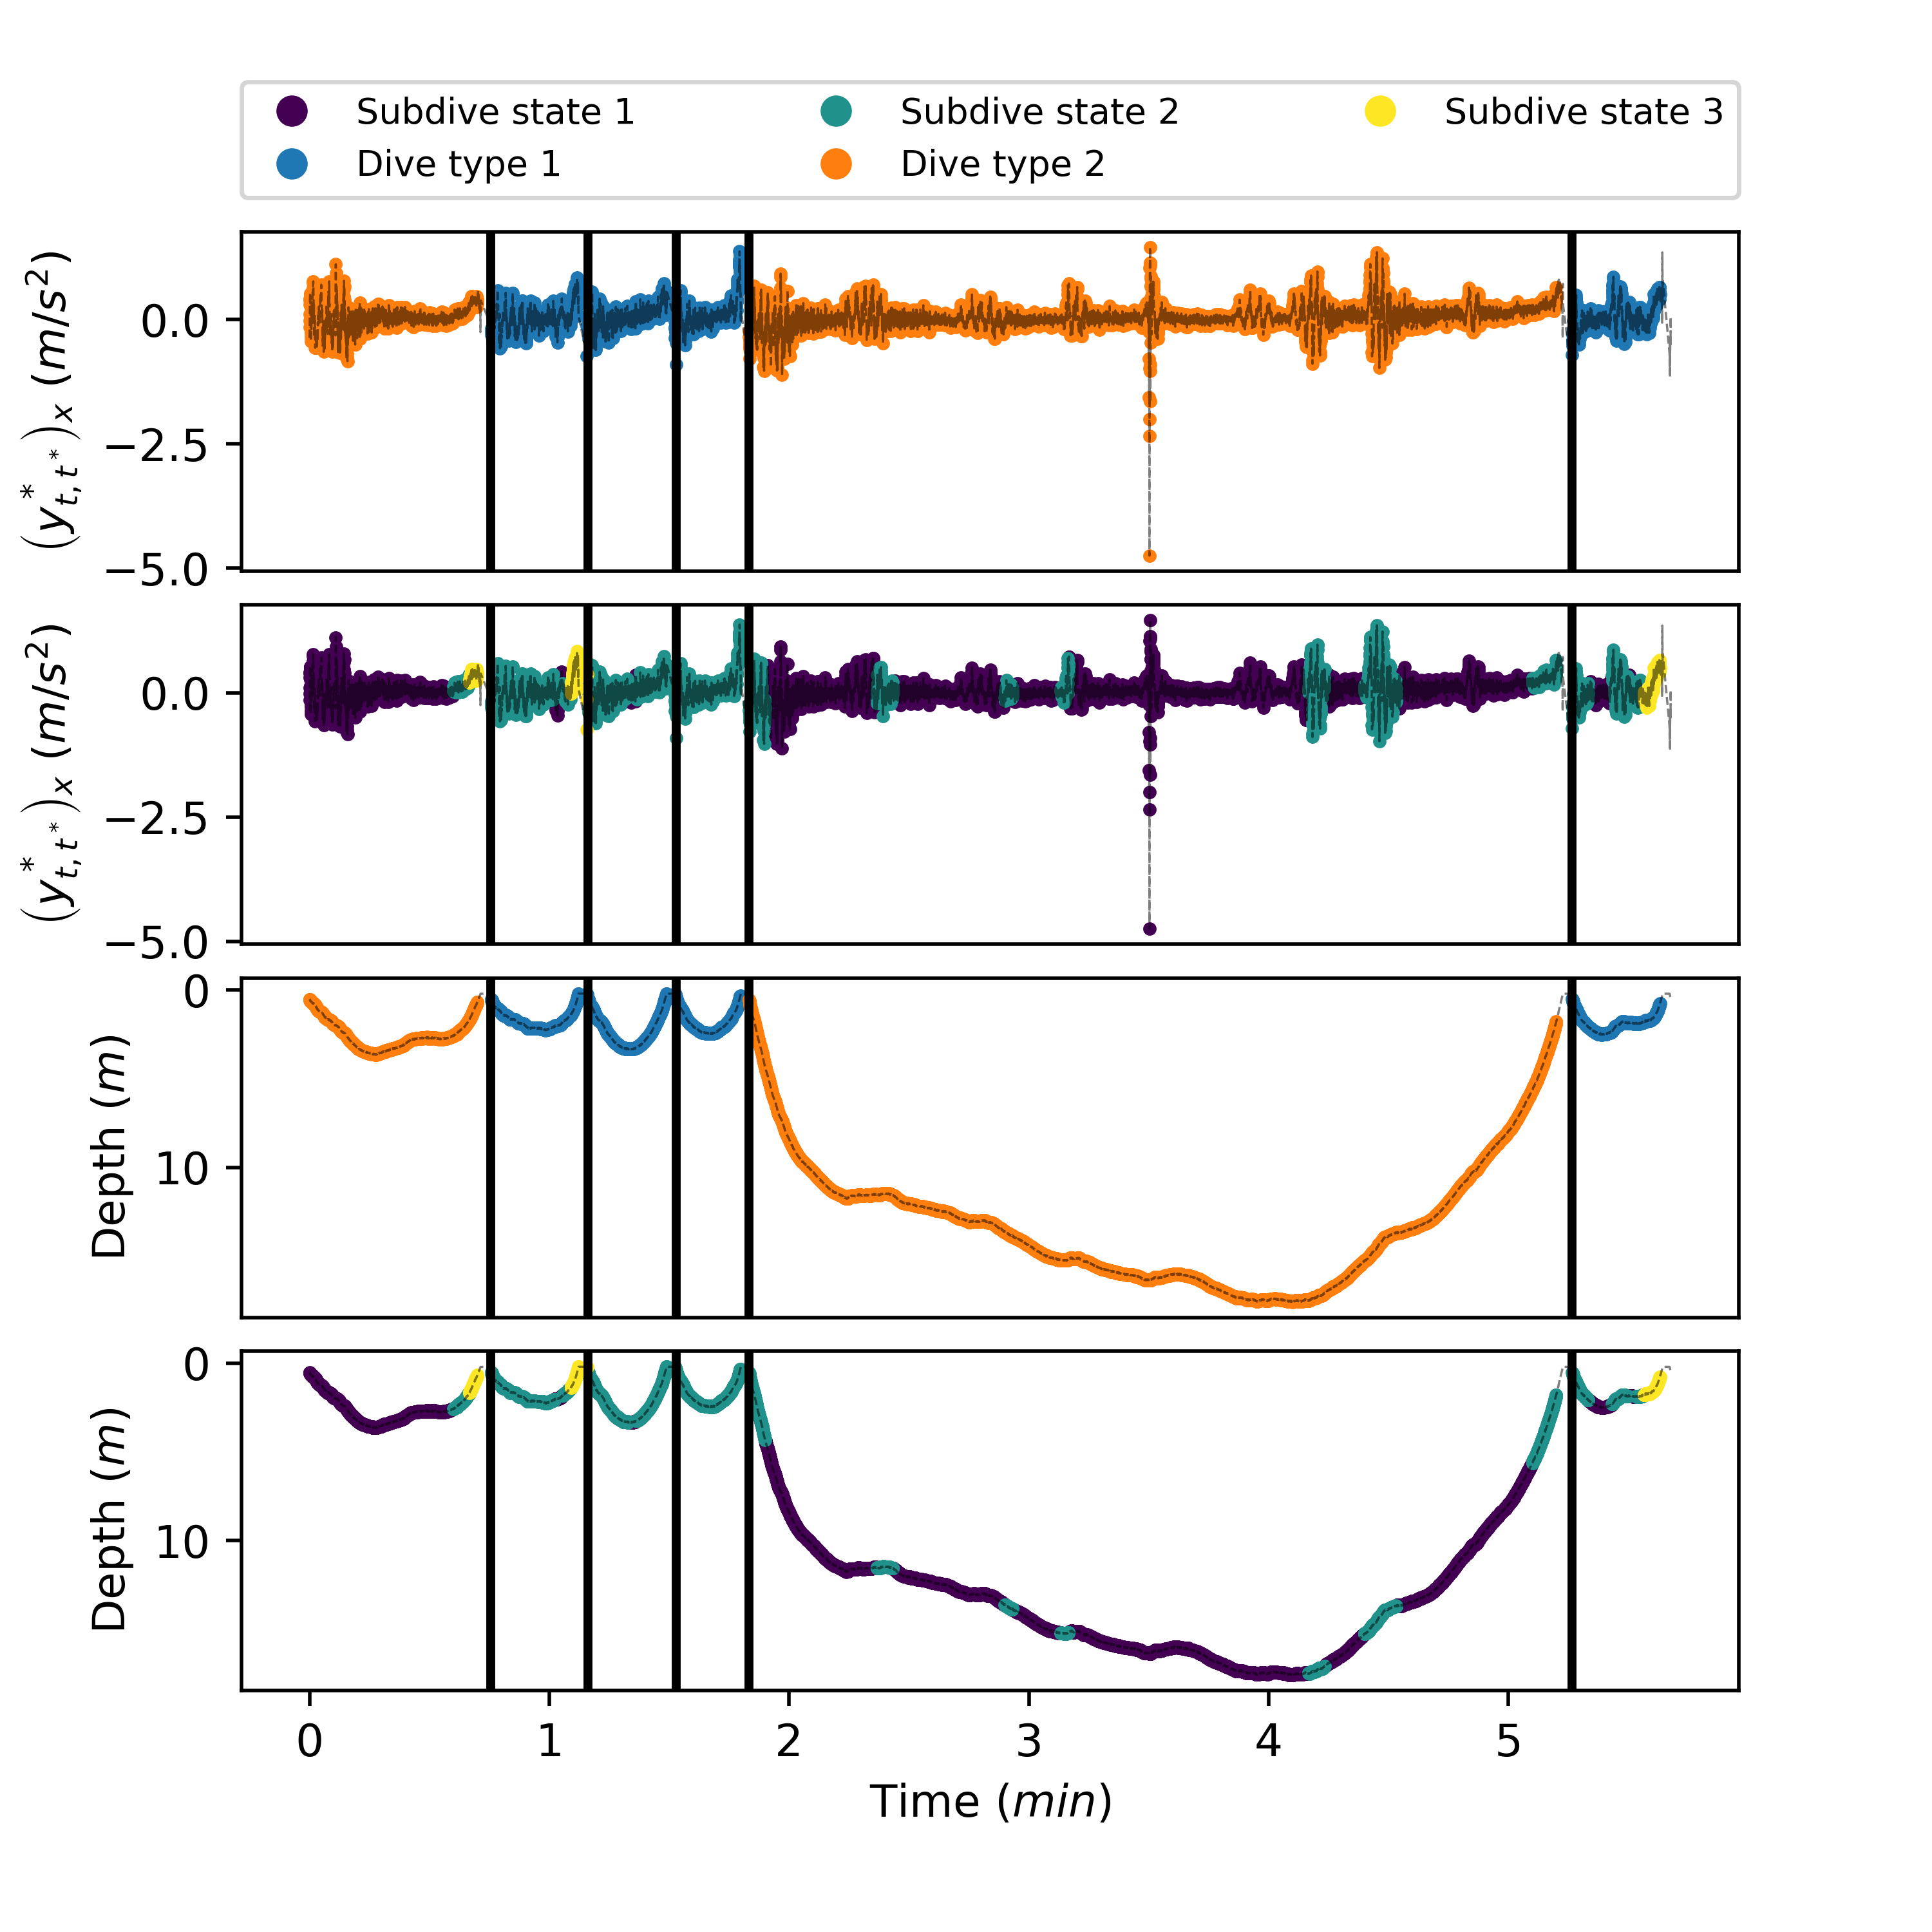 Subdive state 1 Subdive state 2 Subdive state 3
Dive type 1 Dive type 2
(y*t,t*)x (m/s²)
0.0
−2.5
−5.0
(y*t,t*)x (m/s²)
0.0
−2.5
−5.0
Depth (m)
0
10
Depth (m)
0
10
0 1 2 3 4 5
Time (min)